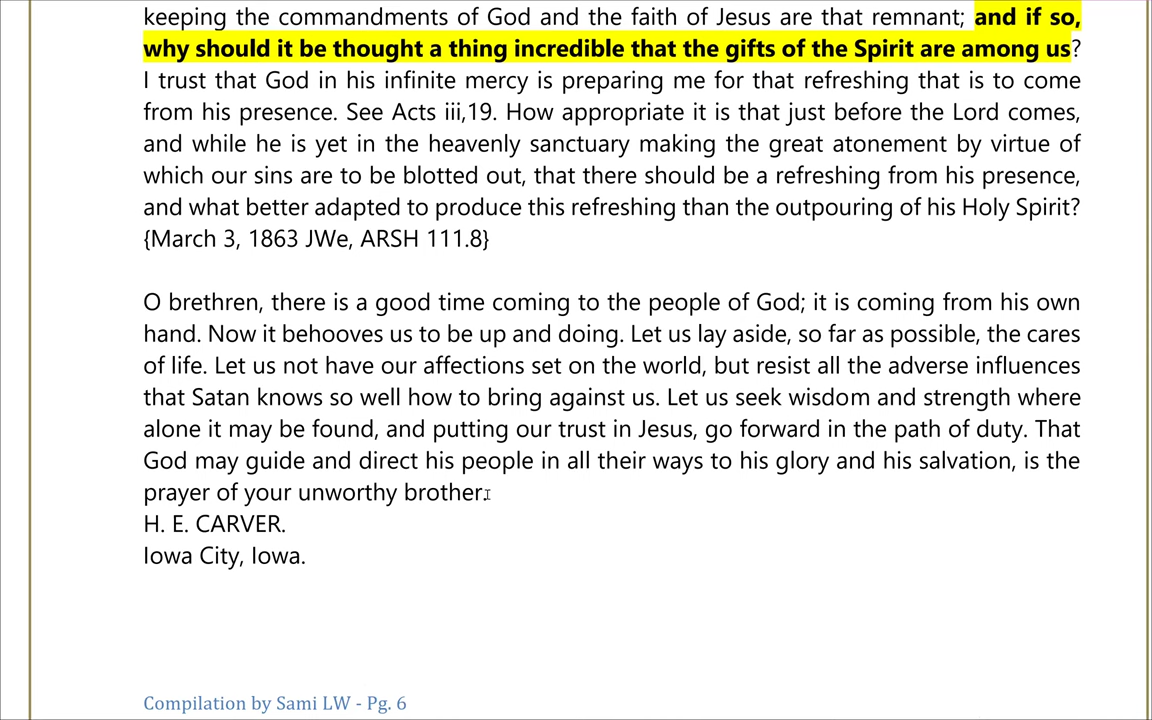 keeping the commandments of God and the faith of Jesus are that remnant; and if so,
why should it be thought a thing incredible that the gifts of the Spirit are among us?
I trust that God in his infinite mercy is preparing me for that refreshing that is to come
from his presence. See Acts iii,19. How appropriate it is that just before the Lord comes,
and while he is yet in the heavenly sanctuary making the great atonement by virtue of
which our sins are to be blotted out, that there should be a refreshing from his presence,
and what better adapted to produce this refreshing than the outpouring of his Holy Spirit?
{March 3, 1863 JWe, ARSH 111.8}
O brethren, there is a good time coming to the people of God; it is coming from his own
hand. Now it behooves us to be up and doing. Let us lay aside, so far as possible, the cares
of life. Let us not have our affections set on the world, but resist all the adverse influences
that Satan knows so well how to bring against us. Let us seek wisdom and strength where
alone it may be found, and putting our trust in Jesus, go forward in the path of duty. That
God may guide and direct his people in all their ways to his glory and his salvation, is the
prayer of your unworthy brother.
H. E. CARVER.
Iowa City, Iowa.
Compilation by Sami LW - Pg. 6